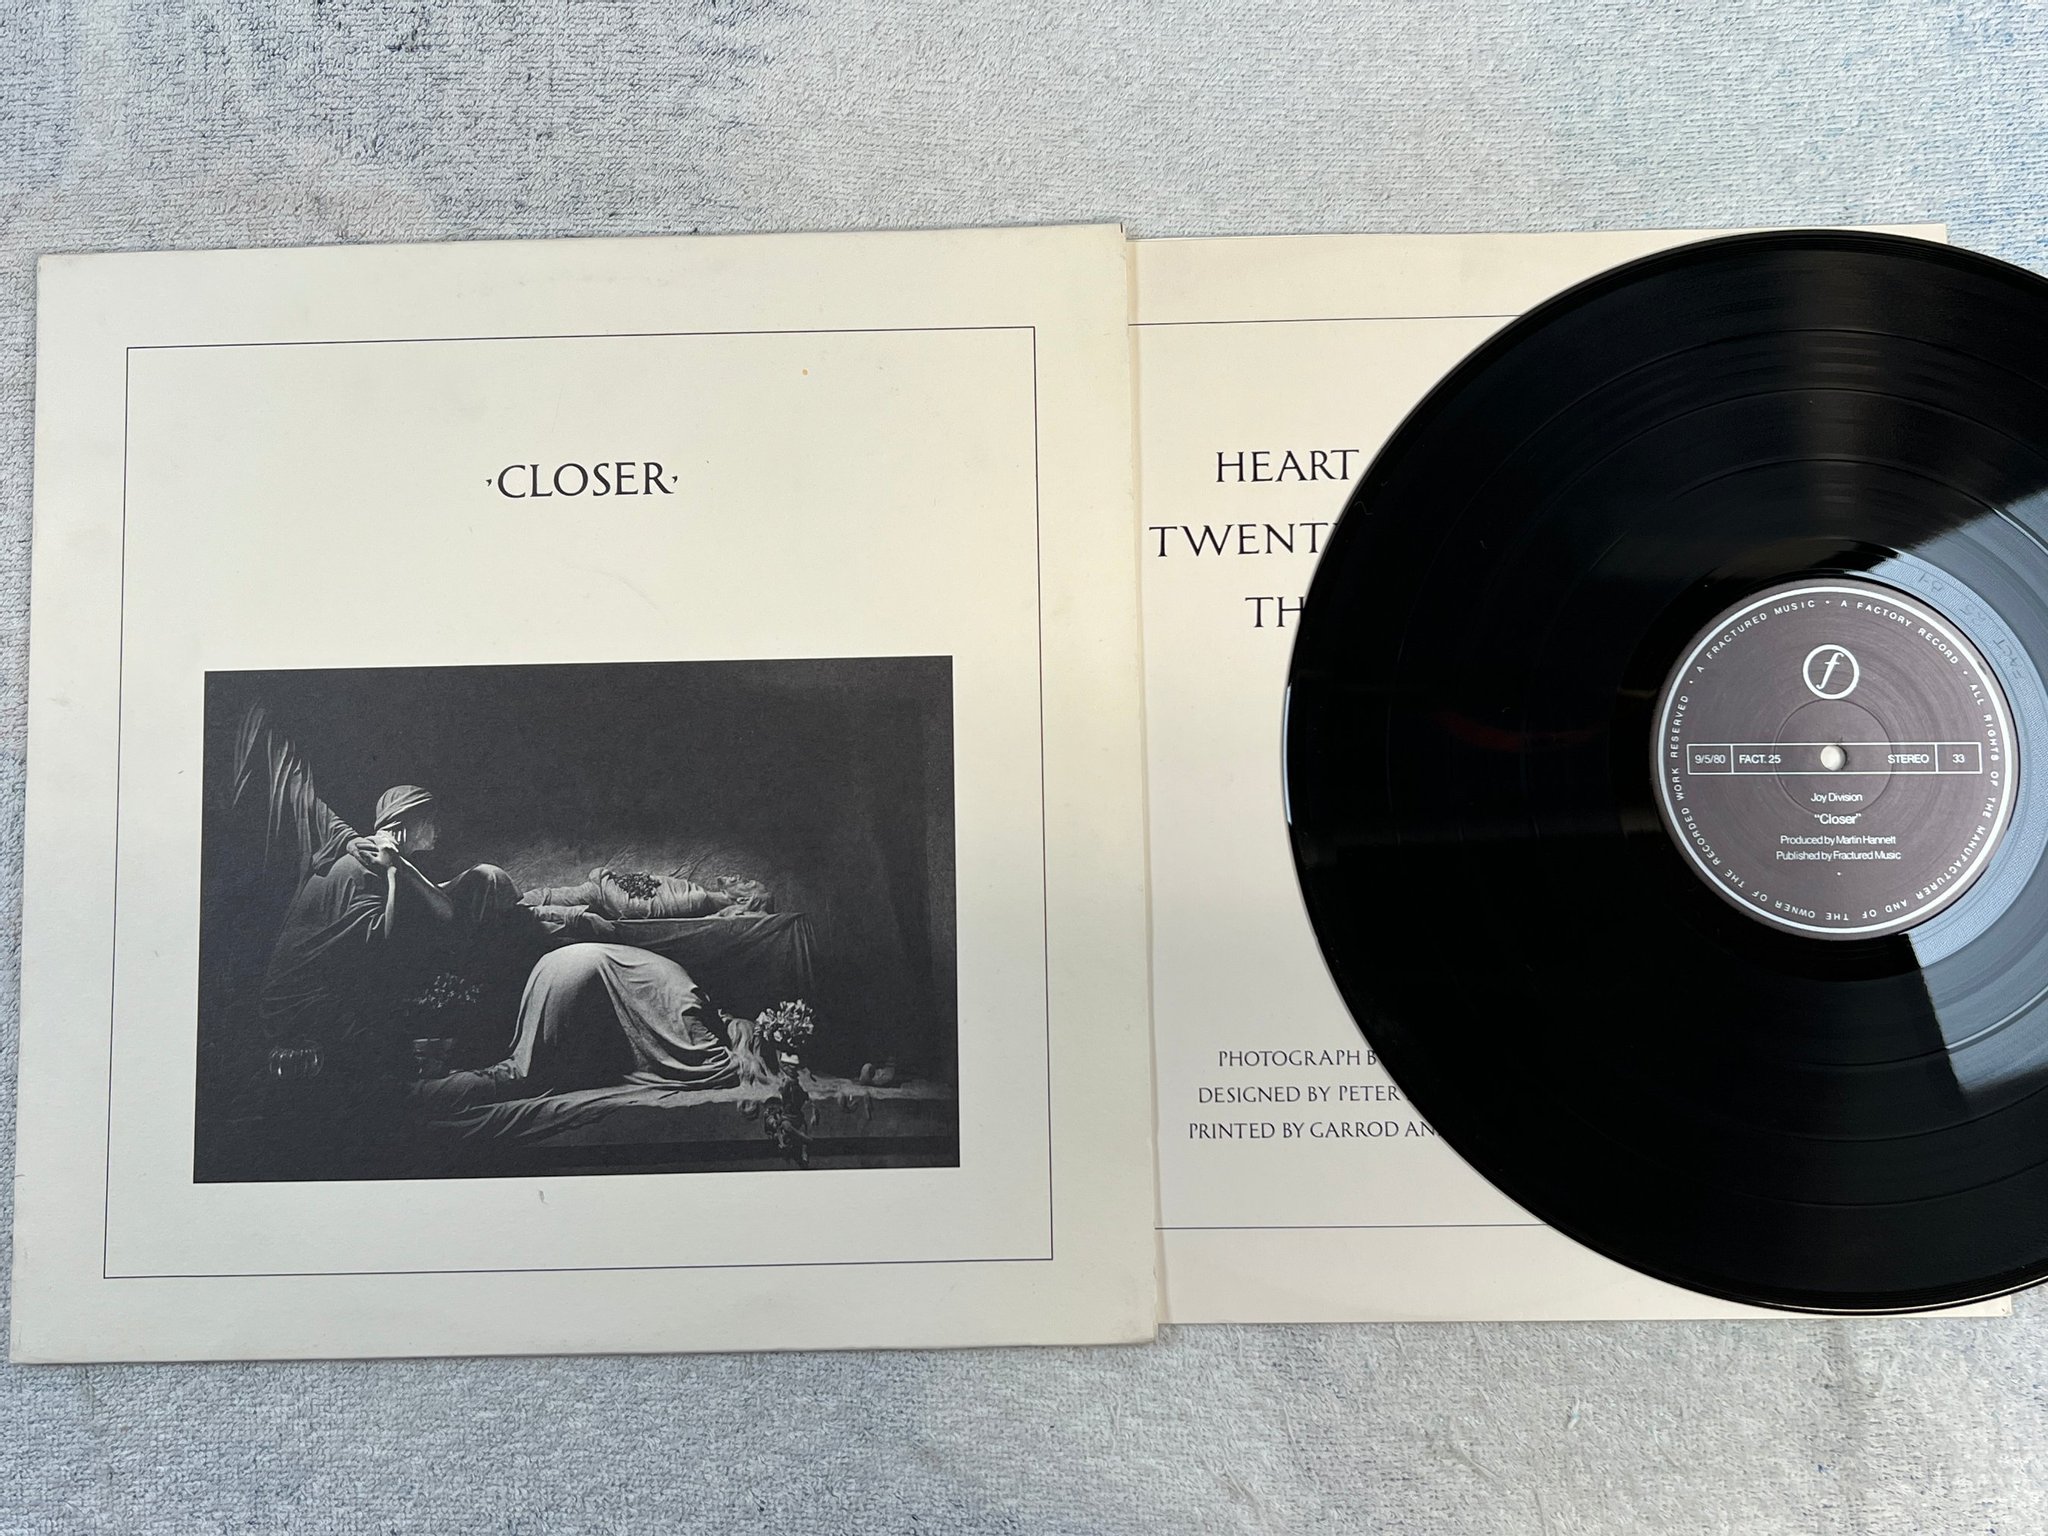 ·CLOSER·
HEART
TWENT
TH
PHOTOGRAPH B
DESIGNED BY PETER
PRINTED BY GARROD AN
A FRACTURED MUSIC • A FACTORY RECORD • ALL RIGHTS OF THE MANUFACTURER AND OF THE OWNER OF THE RECORDED WORK RESERVED •
f
9/5/80 FACT. 25 STEREO 33
Joy Division
"Closer"
Produced by Martin Hannett
Published by Fractured Music